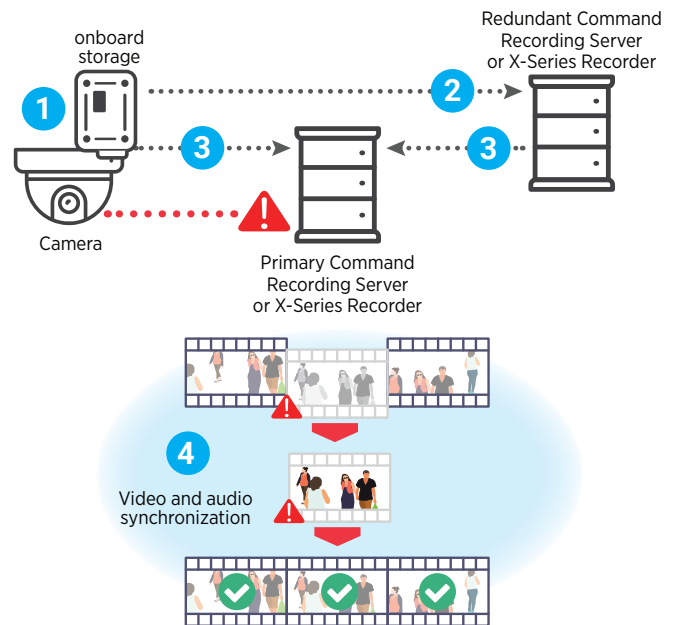 onboard
storage
Redundant Command
Recording Server
or X-Series Recorder
1
2
3
3
Camera
Primary Command
Recording Server
or X-Series Recorder
4
Video and audio
synchronization